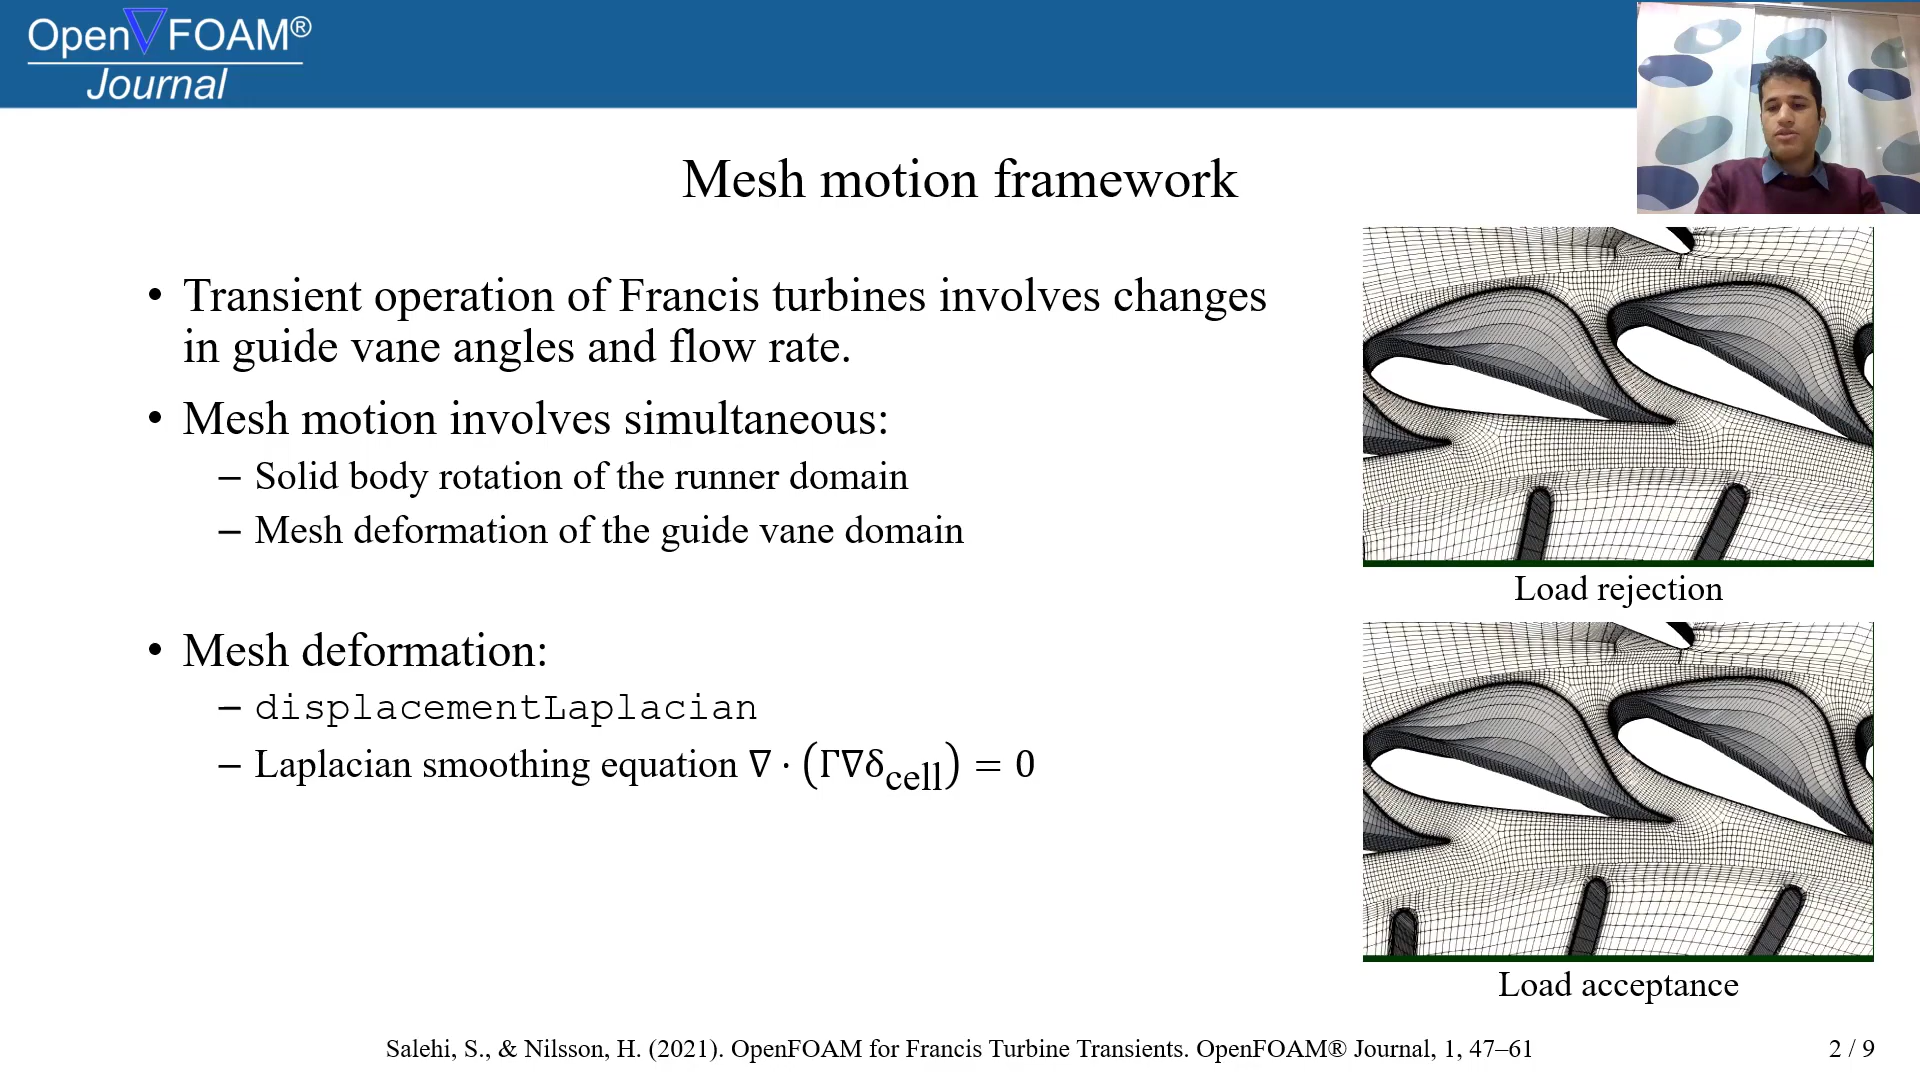 Open∇FOAM®
Journal
Mesh motion framework
• Transient operation of Francis turbines involves changes
in guide vane angles and flow rate.
• Mesh motion involves simultaneous:
– Solid body rotation of the runner domain
– Mesh deformation of the guide vane domain
• Mesh deformation:
– displacementLaplacian
– Laplacian smoothing equation ∇ · (Γ∇δcell) = 0
Load rejection
Load acceptance
Salehi, S., & Nilsson, H. (2021). OpenFOAM for Francis Turbine Transients. OpenFOAM® Journal, 1, 47–61
2 / 9